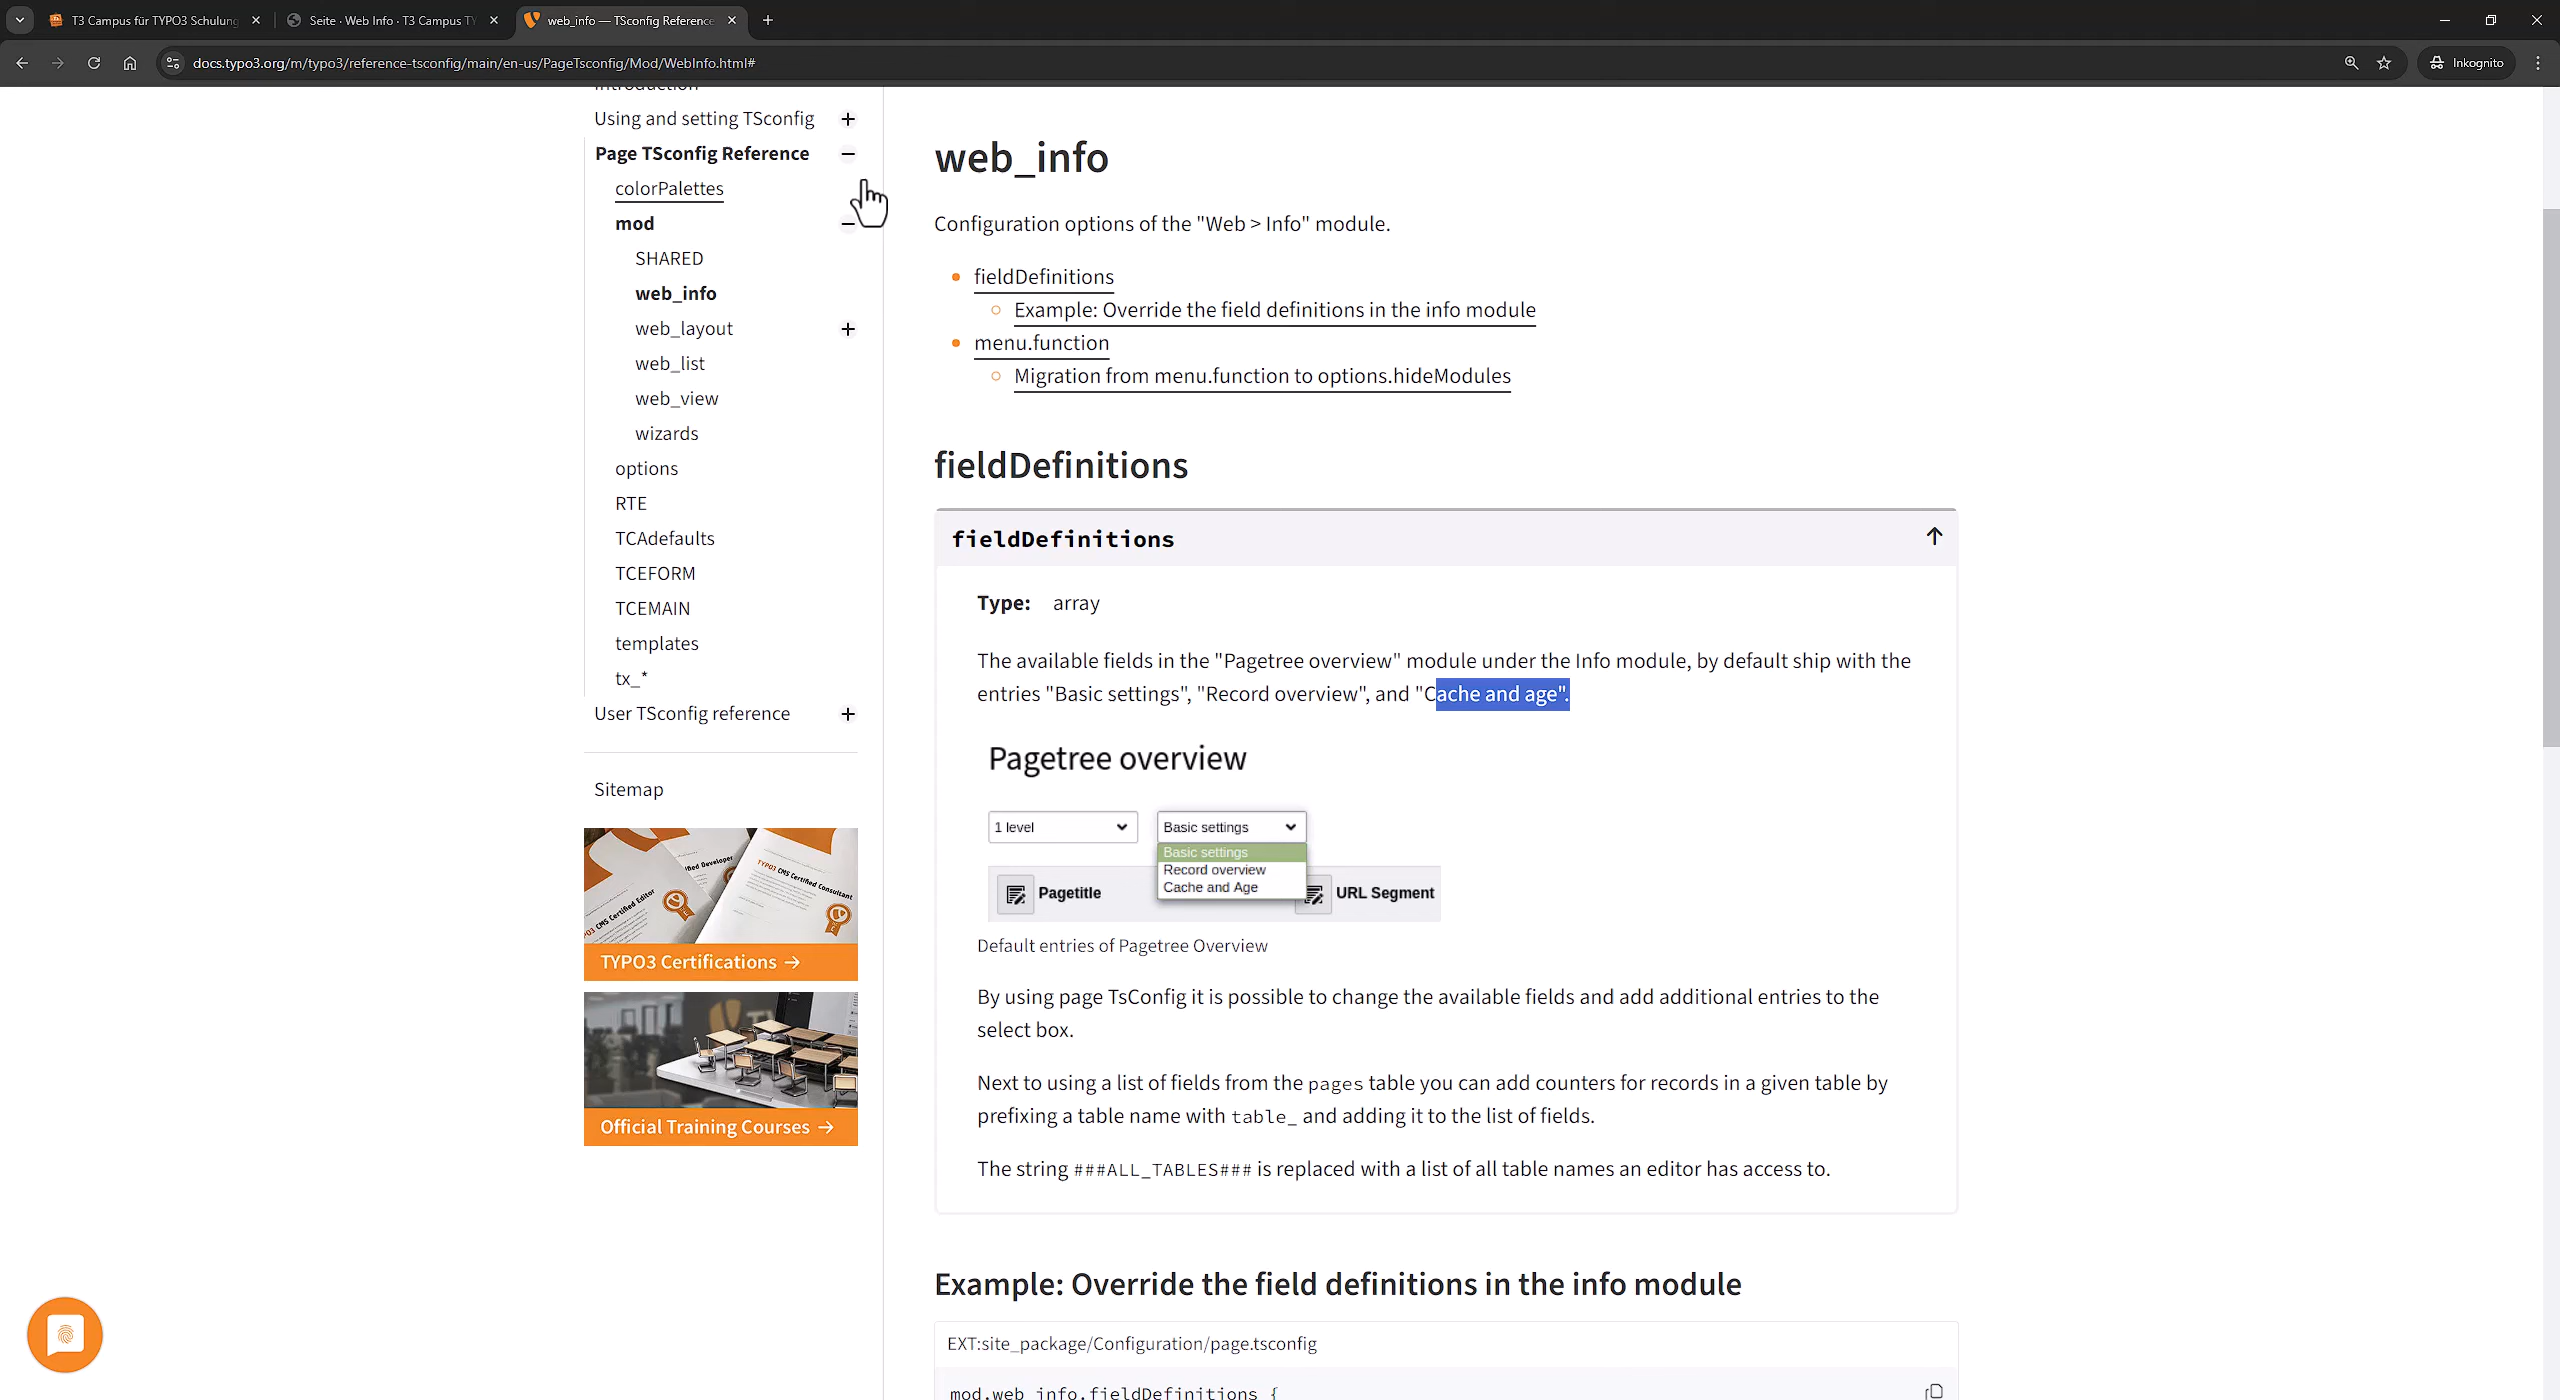 T3 Campus für TYPO3 Schulung
Seite · Web Info · T3 Campus TY
web_info — TSconfig Reference
docs.typo3.org/m/typo3/reference-tsconfig/main/en-us/PageTsconfig/Mod/WebInfo.html#
Inkognito
Introduction
Using and setting TSconfig
Page TSconfig Reference
colorPalettes
mod
SHARED
web_info
web_layout
web_list
web_view
wizards
options
RTE
TCAdefaults
TCEFORM
TCEMAIN
templates
tx_*
User TSconfig reference
Sitemap
TYPO3 CMS Certified Consultant
CMS Certified Editor
TYPO3 Certifications →
Official Training Courses →
web_info
Configuration options of the "Web > Info" module.
fieldDefinitions
Example: Override the field definitions in the info module
menu.function
Migration from menu.function to options.hideModules
fieldDefinitions
fieldDefinitions
Type: array
The available fields in the "Pagetree overview" module under the Info module, by default ship with the
entries "Basic settings", "Record overview", and "Cache and age".
Pagetree overview
1 level
Basic settings
Basic settings
Record overview
Cache and Age
Pagetitle
URL Segment
Default entries of Pagetree Overview
By using page TsConfig it is possible to change the available fields and add additional entries to the
select box.
Next to using a list of fields from the pages table you can add counters for records in a given table by
prefixing a table name with table_ and adding it to the list of fields.
The string ###ALL_TABLES### is replaced with a list of all table names an editor has access to.
Example: Override the field definitions in the info module
EXT:site_package/Configuration/page.tsconfig
mod.web_info.fieldDefinitions {